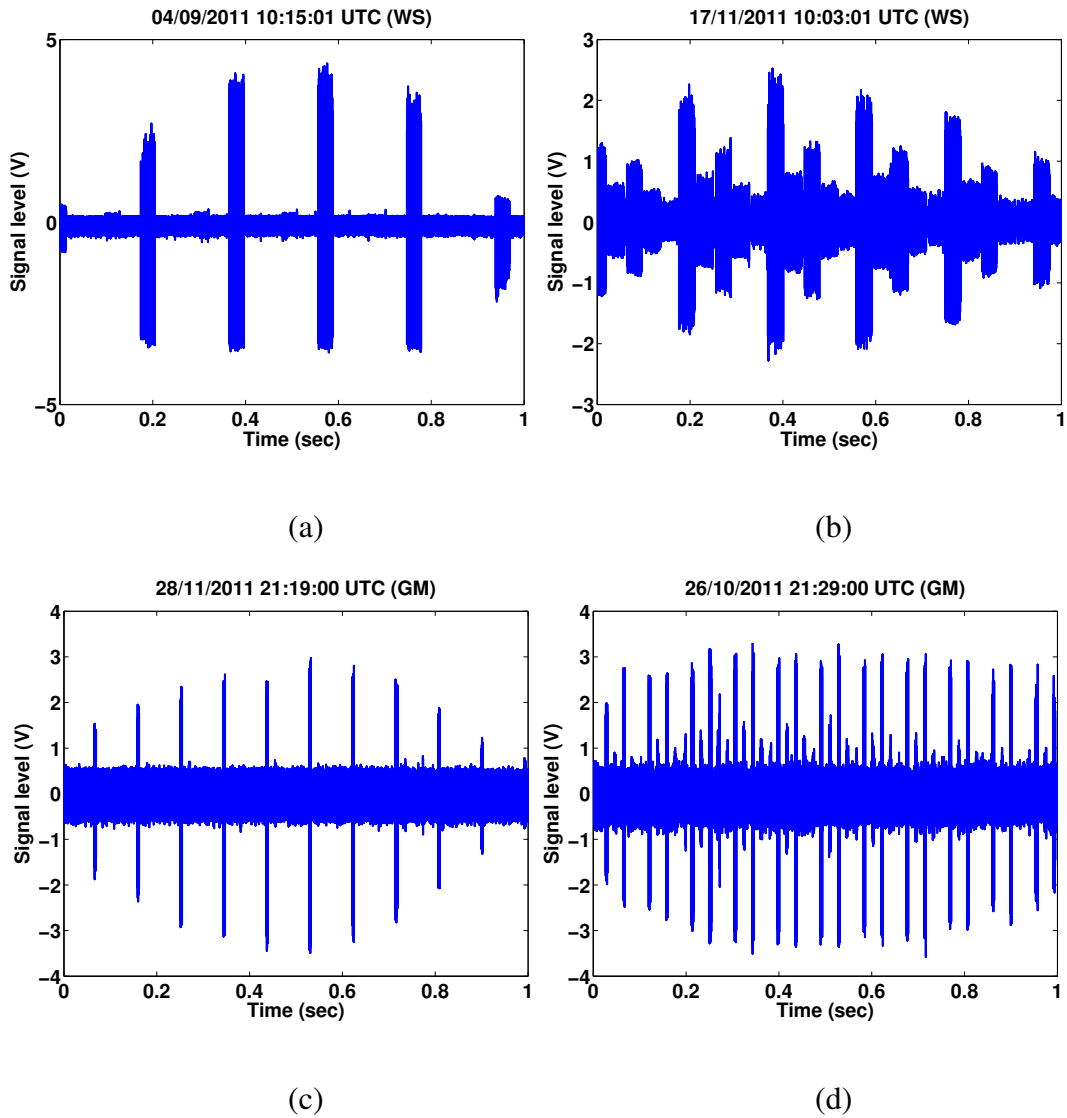 04/09/2011 10:15:01 UTC (WS)
5
0
−5
0 0.2 0.4 0.6 0.8 1
Signal level (V)
Time (sec)
(a)
17/11/2011 10:03:01 UTC (WS)
3
2
1
0
−1
−2
−3
0 0.2 0.4 0.6 0.8 1
Signal level (V)
Time (sec)
(b)
28/11/2011 21:19:00 UTC (GM)
4
3
2
1
0
−1
−2
−3
−4
0 0.2 0.4 0.6 0.8 1
Signal level (V)
Time (sec)
(c)
26/10/2011 21:29:00 UTC (GM)
4
3
2
1
0
−1
−2
−3
−4
0 0.2 0.4 0.6 0.8 1
Signal level (V)
Time (sec)
(d)